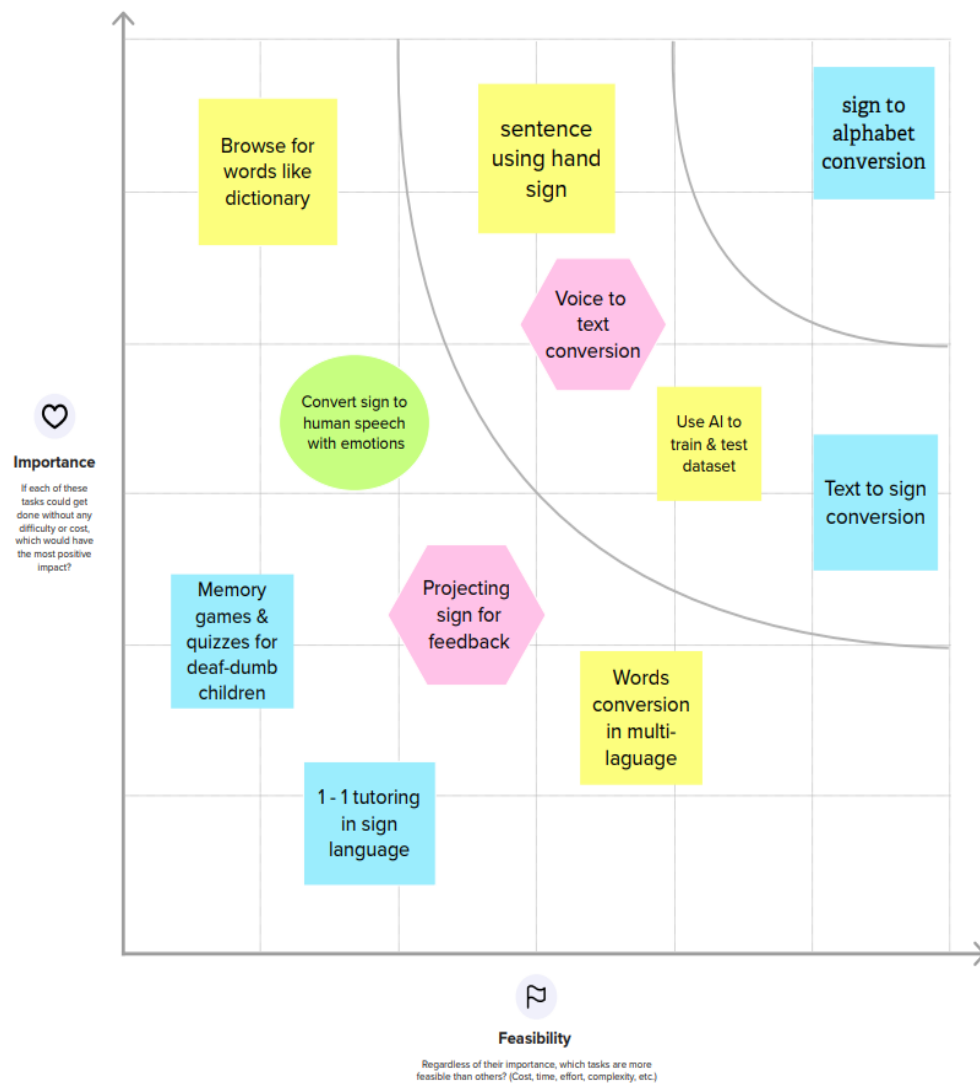 Browse for
words like
dictionary
sentence
using hand
sign
sign to
alphabet
conversion
Voice to
text
conversion
Convert sign to
human speech
with emotions
Use AI to
train & test
dataset
Text to sign
conversion
Importance
If each of these
tasks could get
done without any
difficulty or cost,
which would have
the most positive
impact?
Memory
games &
quizzes for
deaf-dumb
children
Projecting
sign for
feedback
Words
conversion
in multi-
laguage
1 - 1 tutoring
in sign
language
Feasibility
Regardless of their importance, which tasks are more
feasible than others? (Cost, time, effort, complexity, etc.)